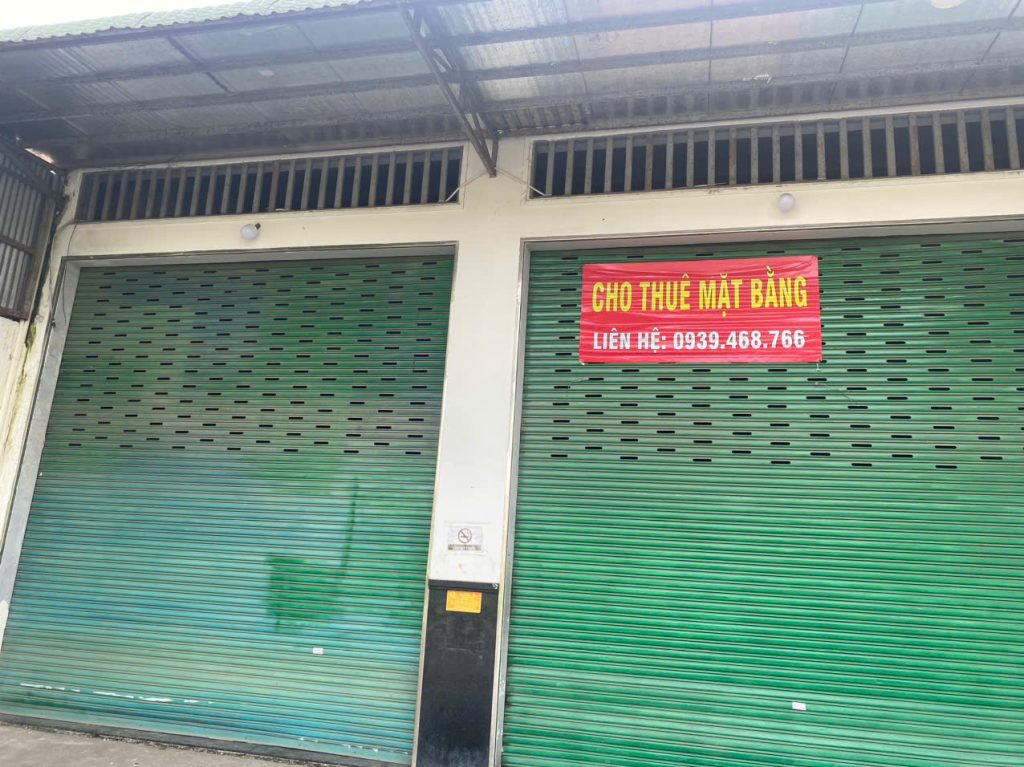 CHO THUÊ MẶT BẰNG
LIÊN HỆ: 0939.468.766